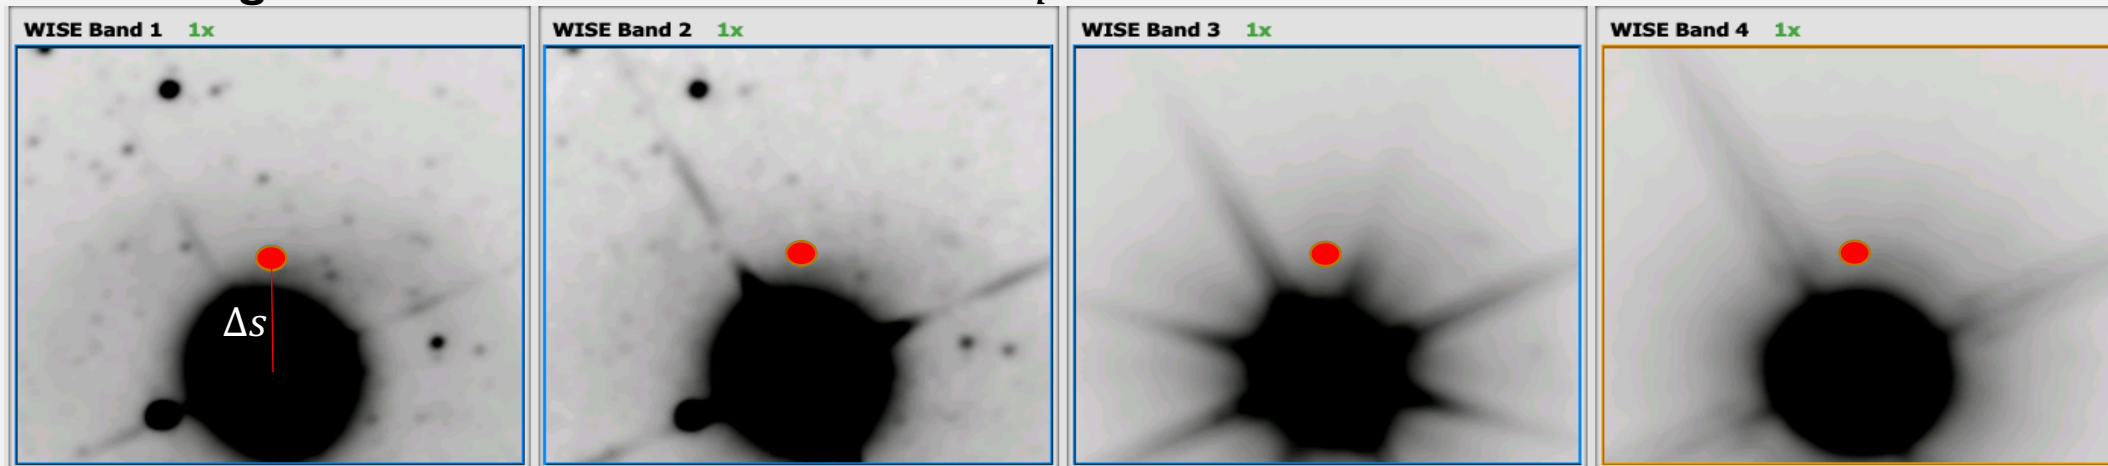 WISE Band 1 1x
WISE Band 2 1x
WISE Band 3 1x
WISE Band 4 1x
Δs